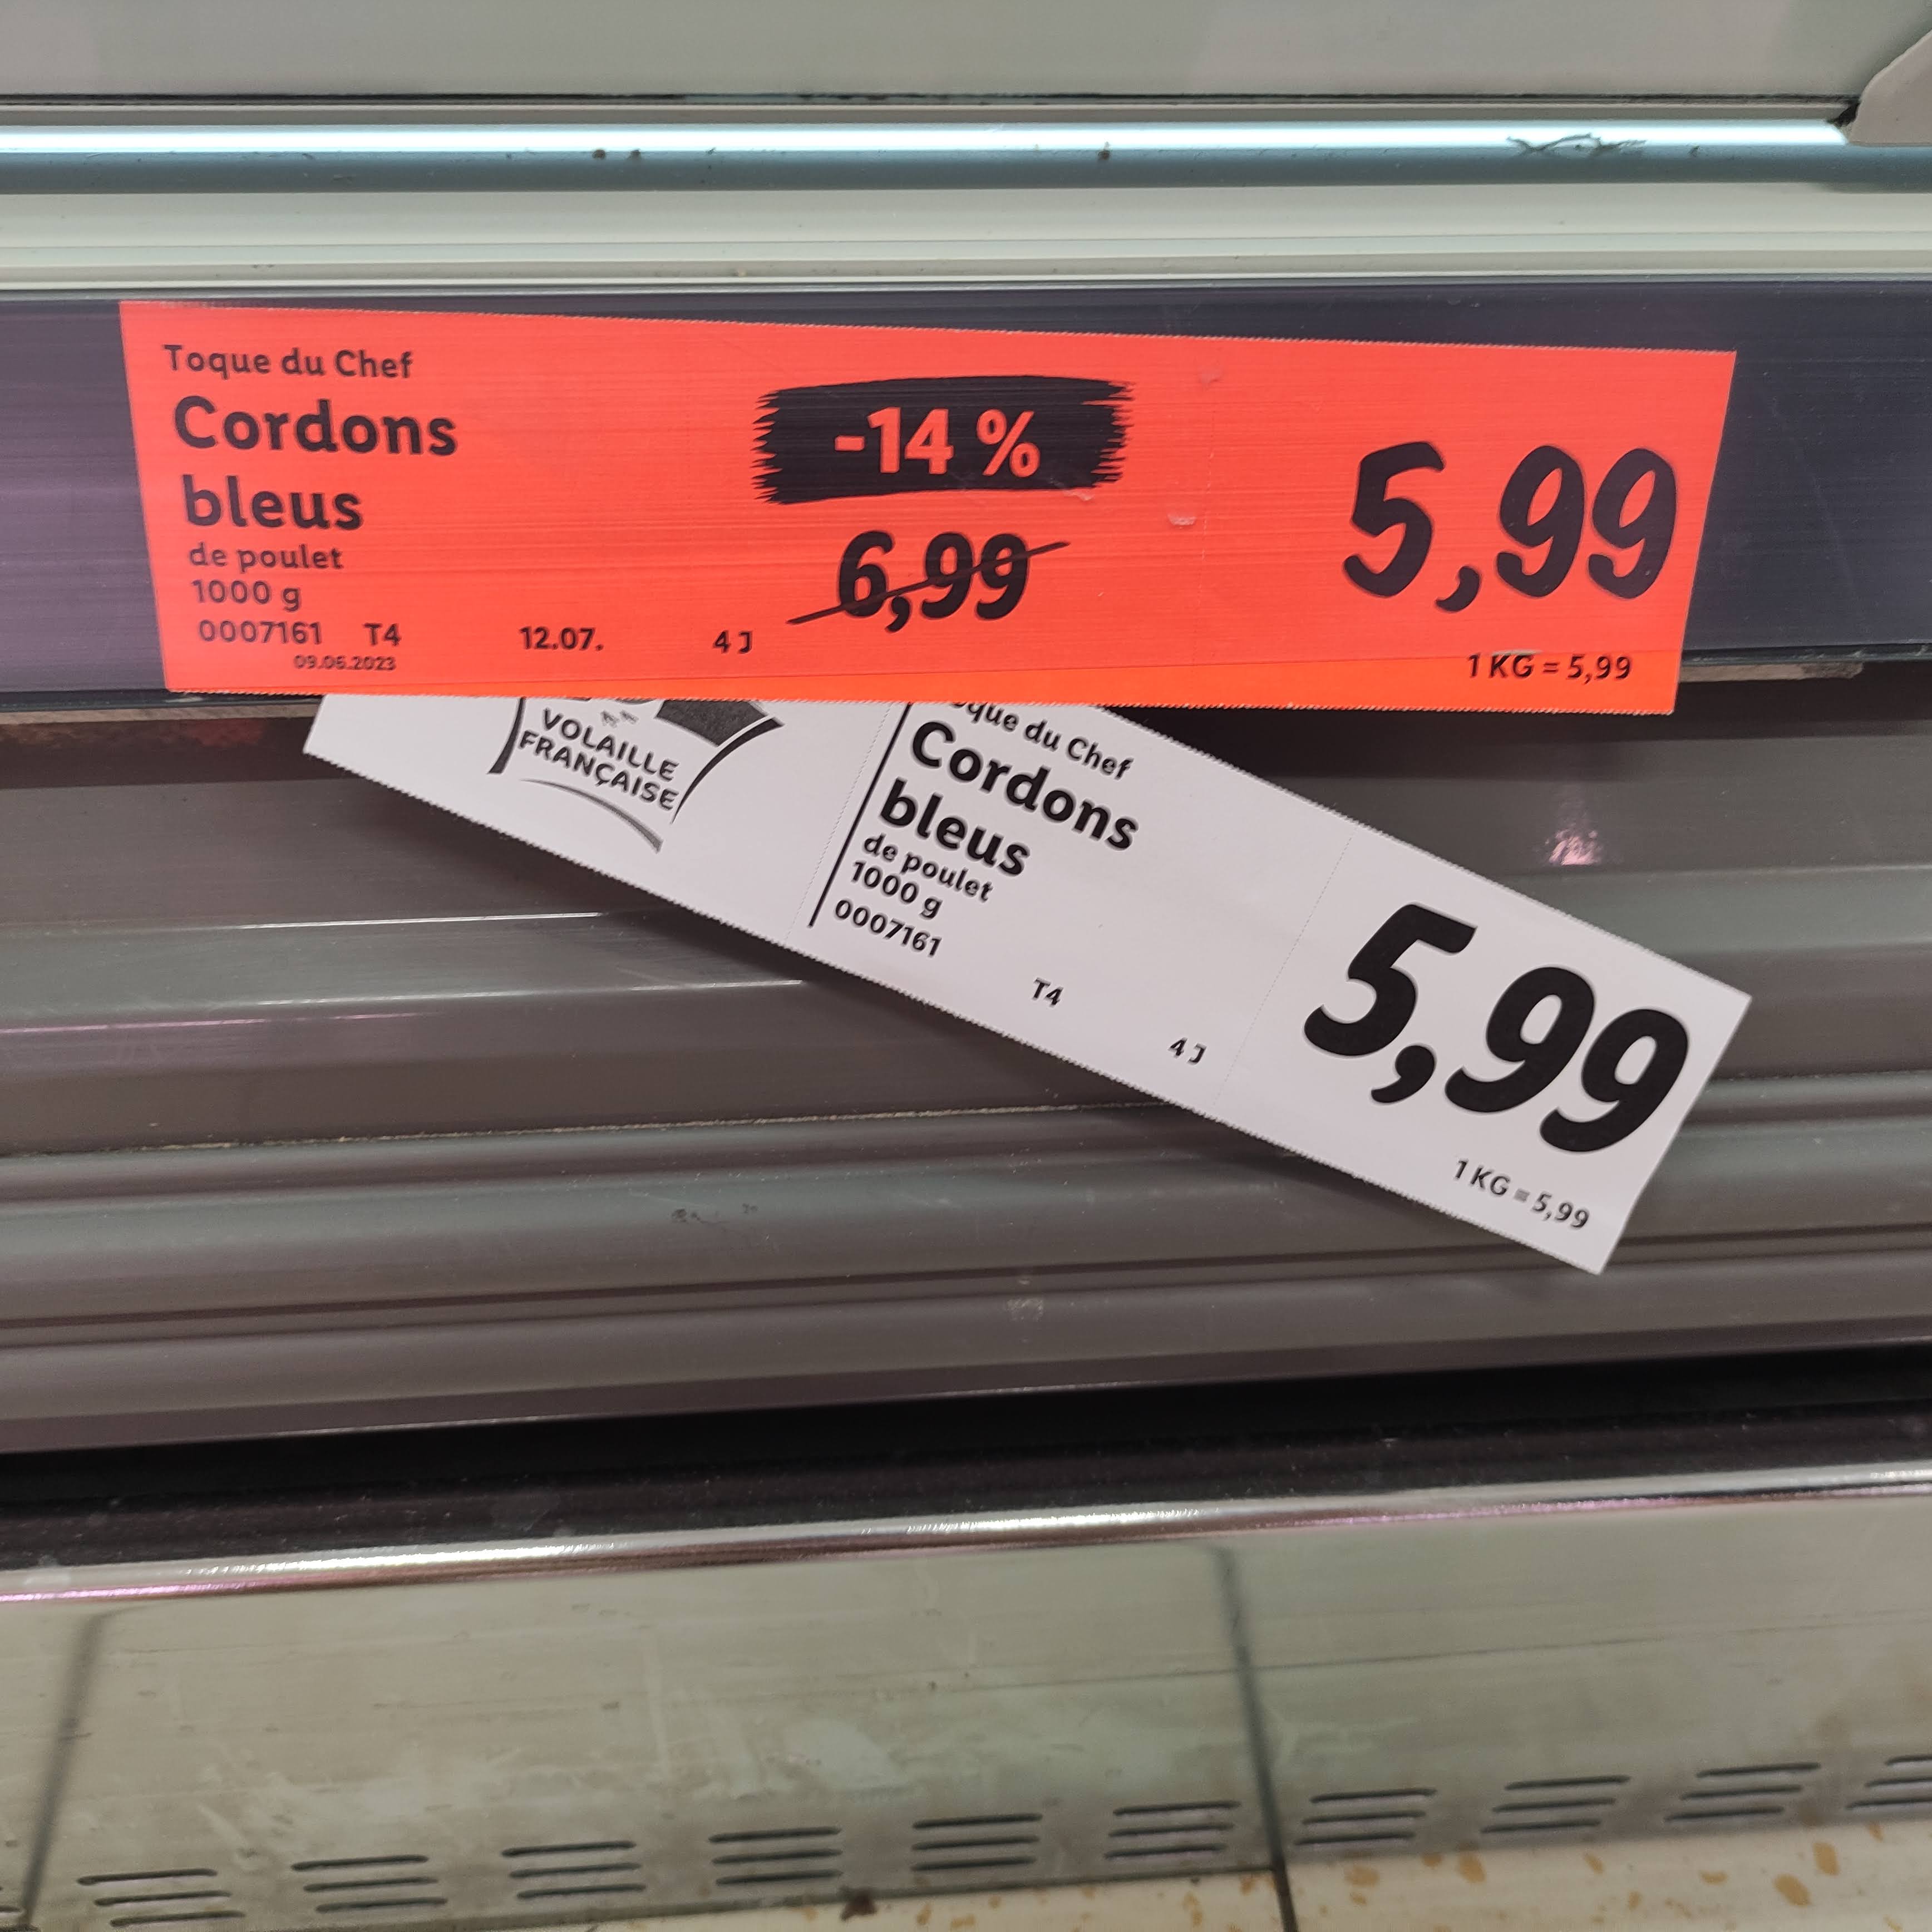 Toque du Chef
Cordons
bleus
de poulet
1000 g
0007161 T4 12.07. 4 J
09.06.2023
-14 %
6,99
5,99
1 KG = 5,99
VOLAILLE
FRANÇAISE
que du Chef
Cordons
bleus
de poulet
1000 g
0007161
T4
4 J
5,99
1 KG = 5,99